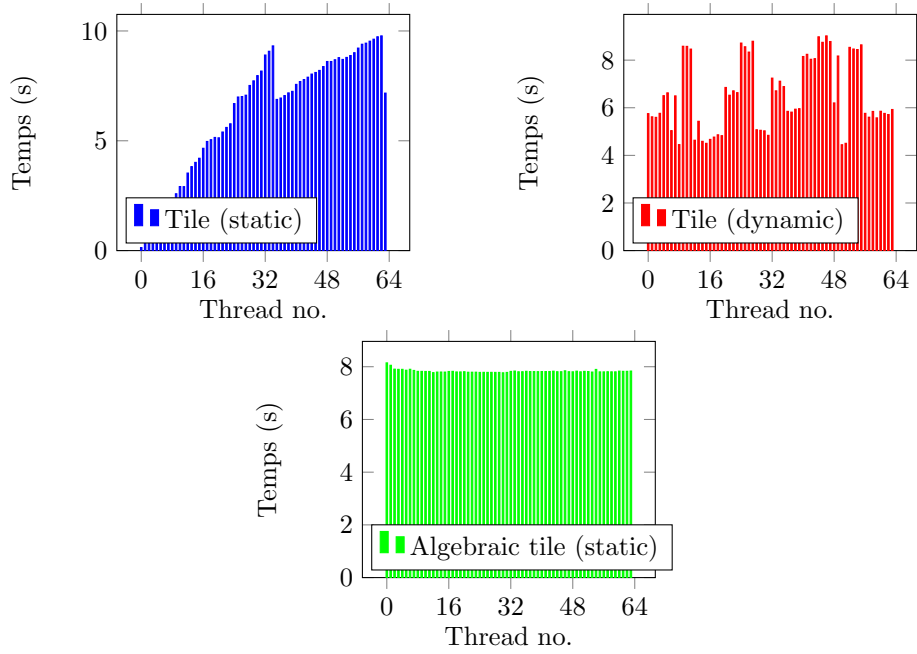 10
5
0
Temps (s)
Tile (static)
0 16 32 48 64
Thread no.
8
6
4
2
0
Temps (s)
Tile (dynamic)
0 16 32 48 64
Thread no.
8
6
4
2
0
Temps (s)
Algebraic tile (static)
0 16 32 48 64
Thread no.